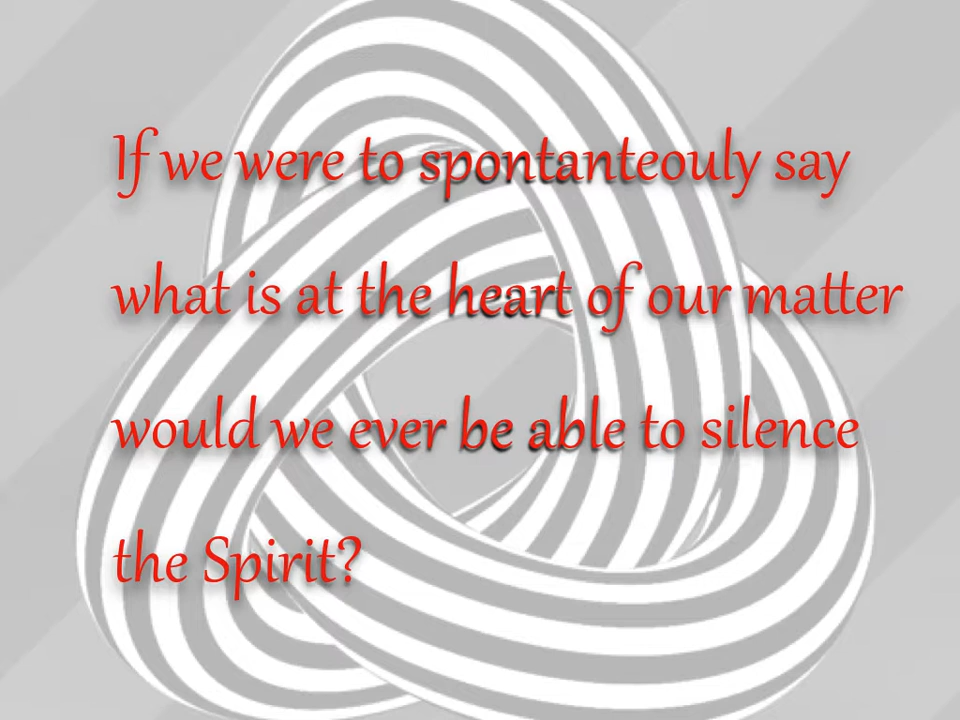 If we were to spontanteouly say
what is at the heart of our matter
would we ever be able to silence
the Spirit?